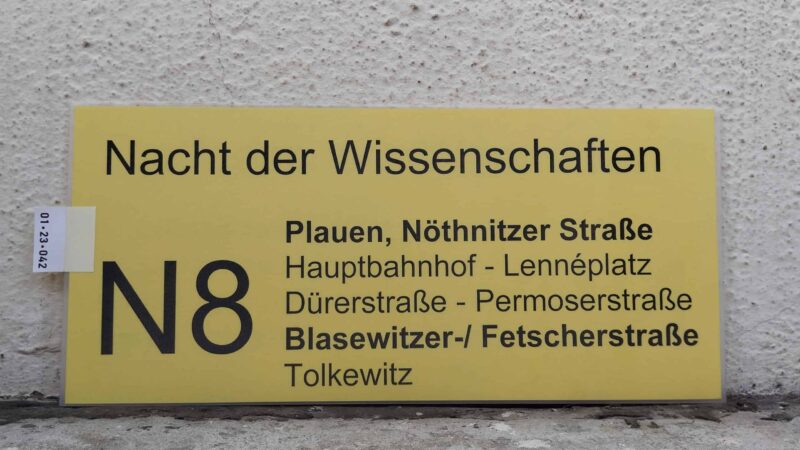 Nacht der Wissenschaften
01•23•042
N8
Plauen, Nöthnitzer Straße
Hauptbahnhof - Lennéplatz
Dürerstraße - Permoserstraße
Blasewitzer-/ Fetscherstraße
Tolkewitz